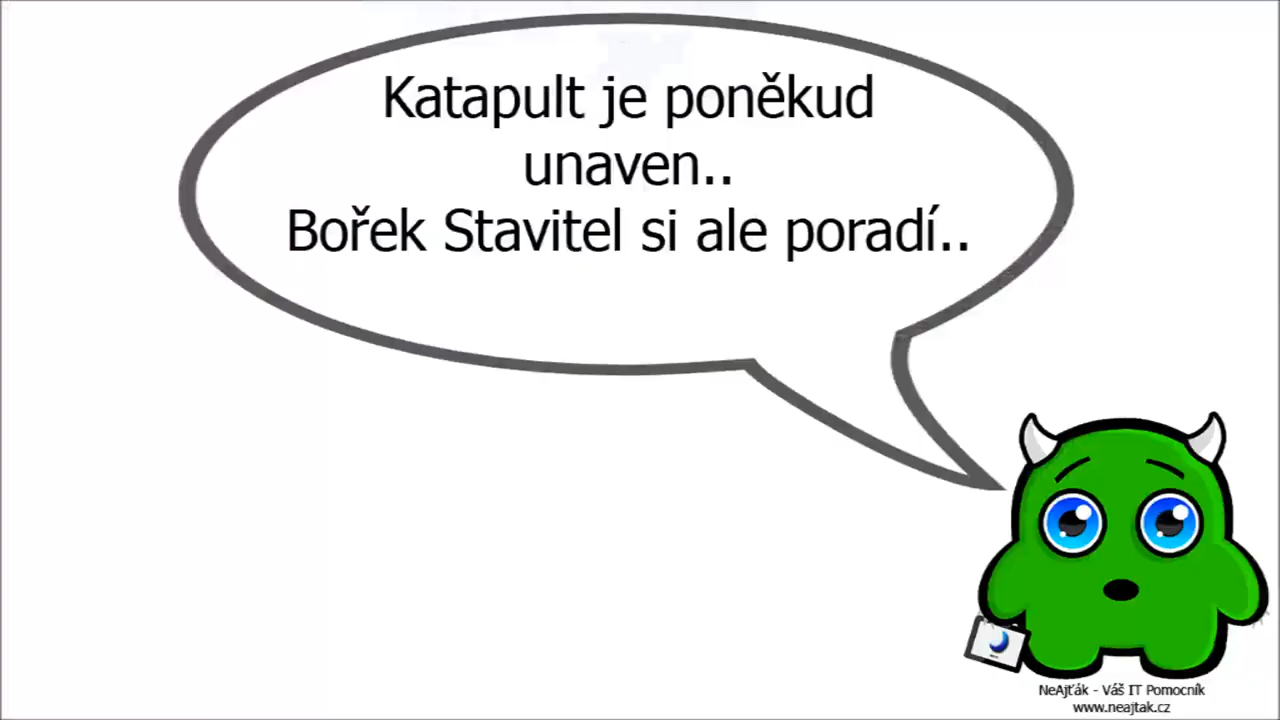 Katapult je poněkud
unaven..
Bořek Stavitel si ale poradí..
NeAjťák - Váš IT Pomocník
www.neajtak.cz